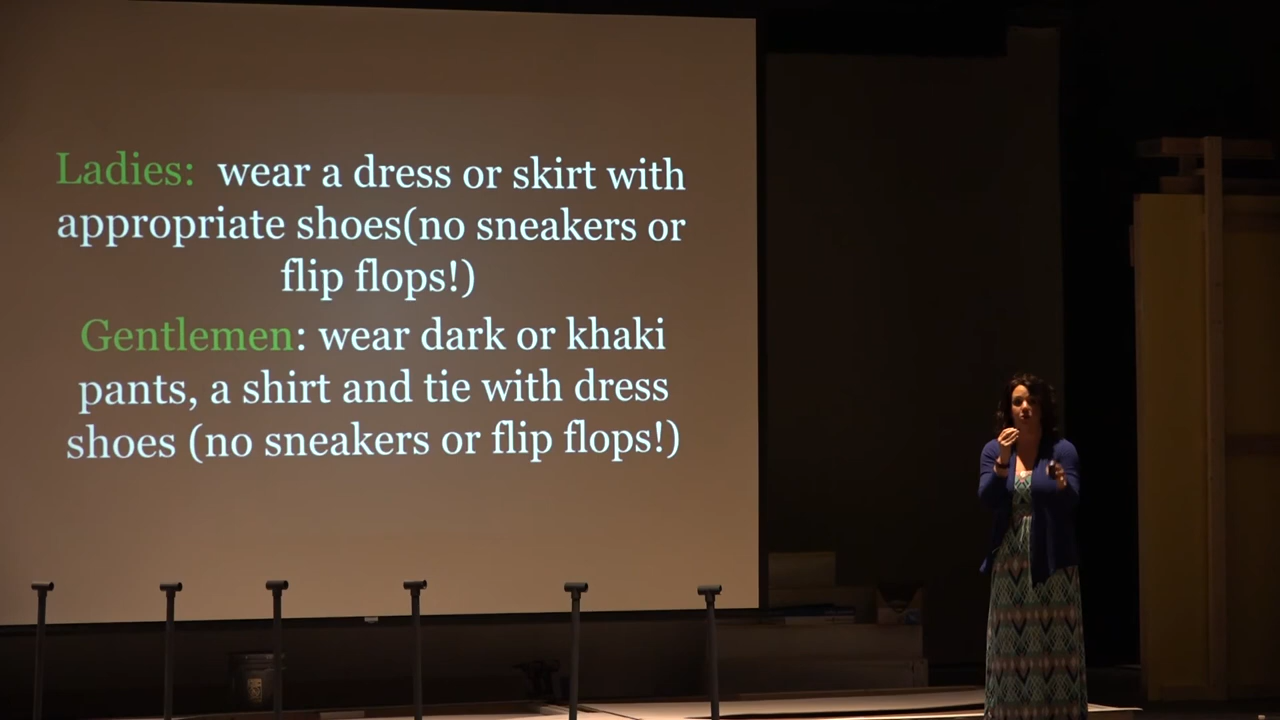 Ladies: wear a dress or skirt with
appropriate shoes(no sneakers or
flip flops!)
Gentlemen: wear dark or khaki
pants, a shirt and tie with dress
shoes (no sneakers or flip flops!)